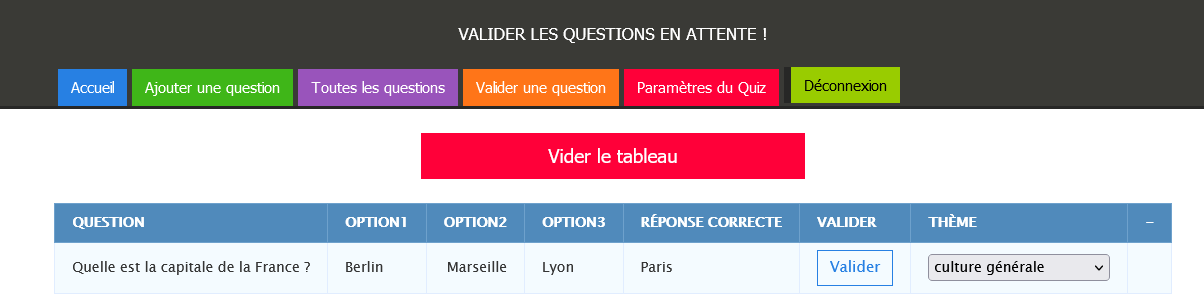 VALIDER LES QUESTIONS EN ATTENTE !
Accueil Ajouter une question Toutes les questions Valider une question Paramètres du Quiz Déconnexion
Vider le tableau
QUESTION OPTION1 OPTION2 OPTION3 RÉPONSE CORRECTE VALIDER THÈME –
Quelle est la capitale de la France ? Berlin Marseille Lyon Paris Valider culture générale